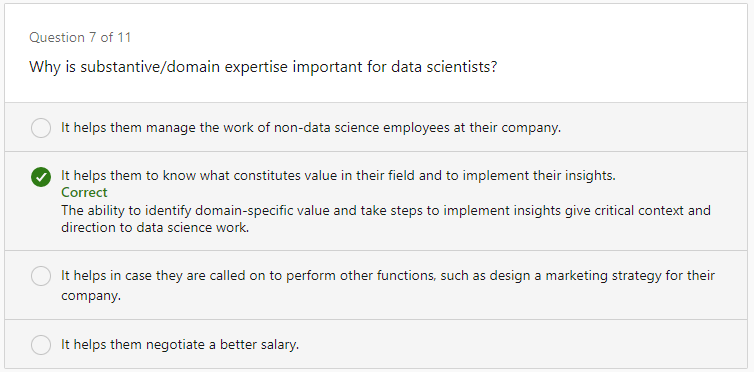 Question 7 of 11
Why is substantive/domain expertise important for data scientists?
It helps them manage the work of non-data science employees at their company.
It helps them to know what constitutes value in their field and to implement their insights.
Correct
The ability to identify domain-specific value and take steps to implement insights give critical context and
direction to data science work.
It helps in case they are called on to perform other functions, such as design a marketing strategy for their
company.
It helps them negotiate a better salary.